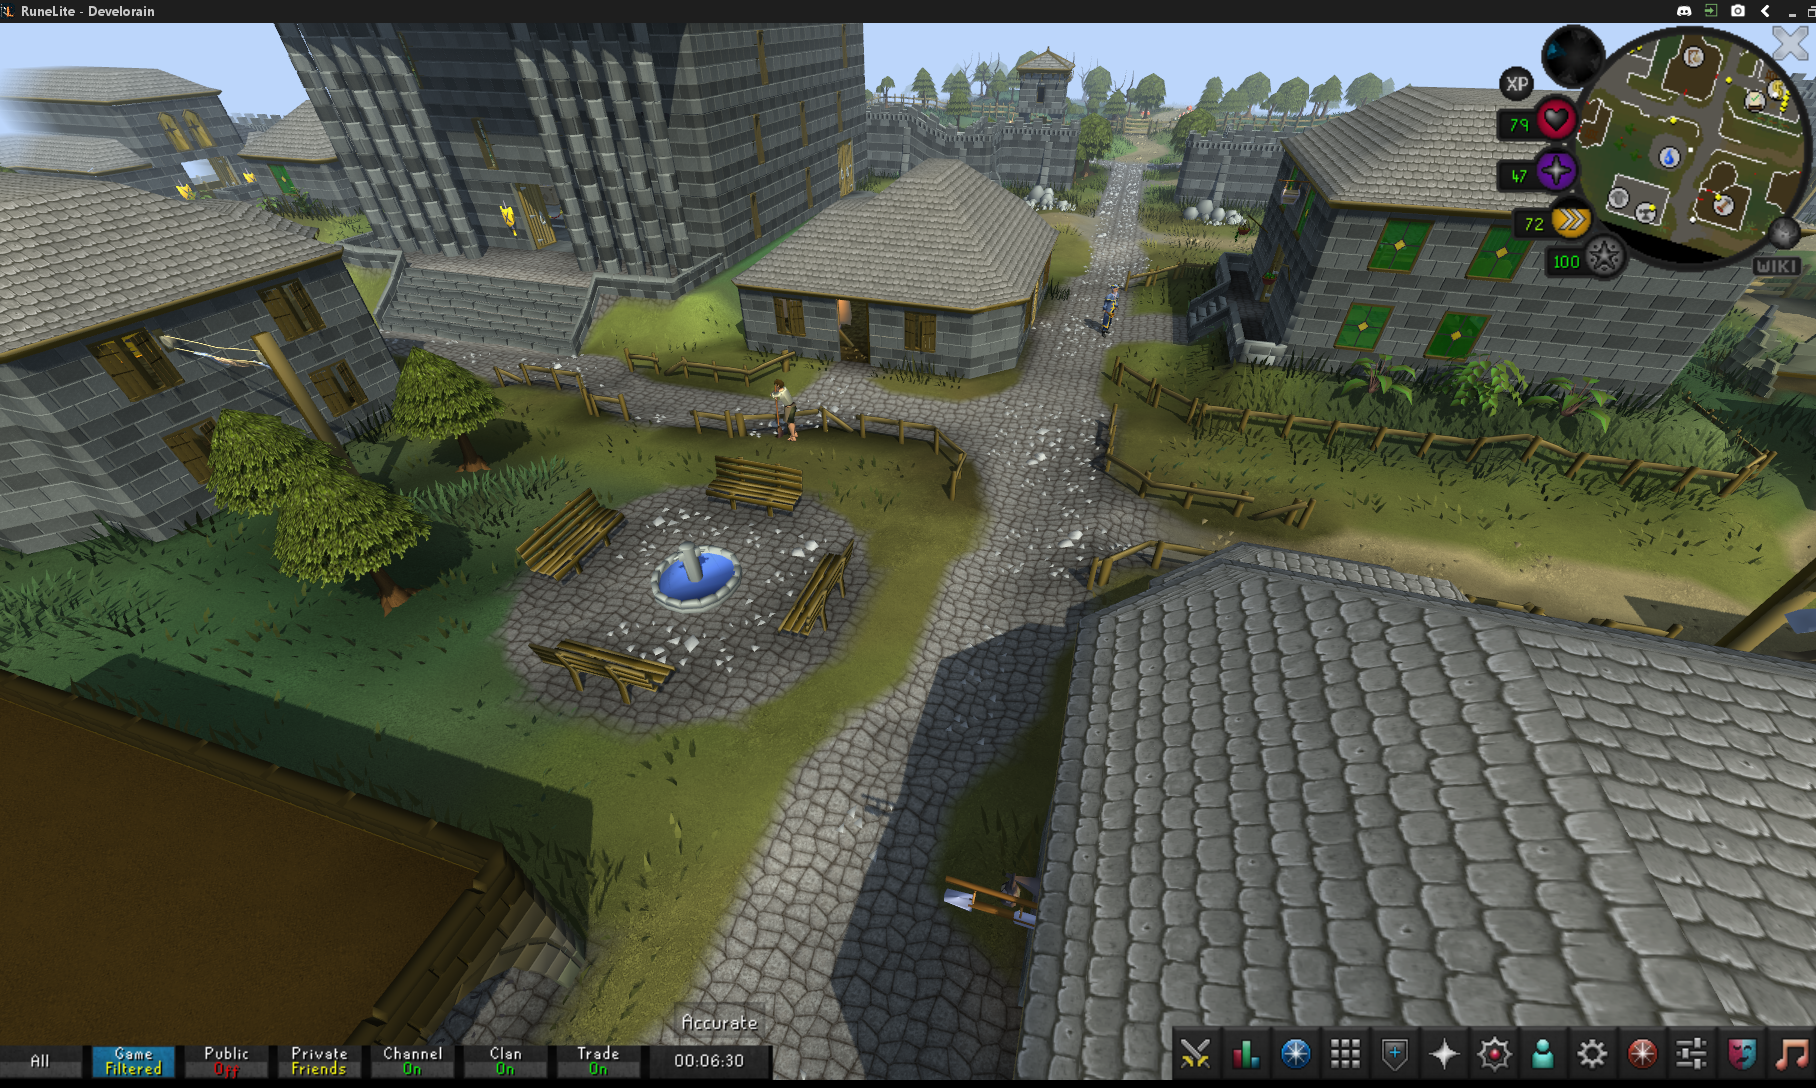 RuneLite - Develorain
XP
79
47
72
100
WIKI
Accurate
All
Game
Filtered
Public
Off
Private
Friends
Channel
On
Clan
On
Trade
On
00:06:30